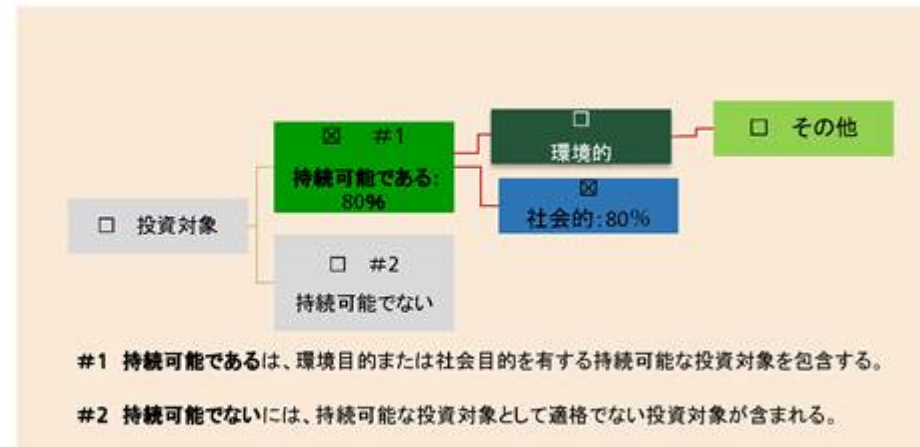 ☒ #1
持続可能である:
80%
☐
環境的
☐ その他
☒
社会的:80%
☐ 投資対象
☐ #2
持続可能でない
#1 持続可能であるは、環境目的または社会目的を有する持続可能な投資対象を包含する。
#2 持続可能でないには、持続可能な投資対象として適格でない投資対象が含まれる。